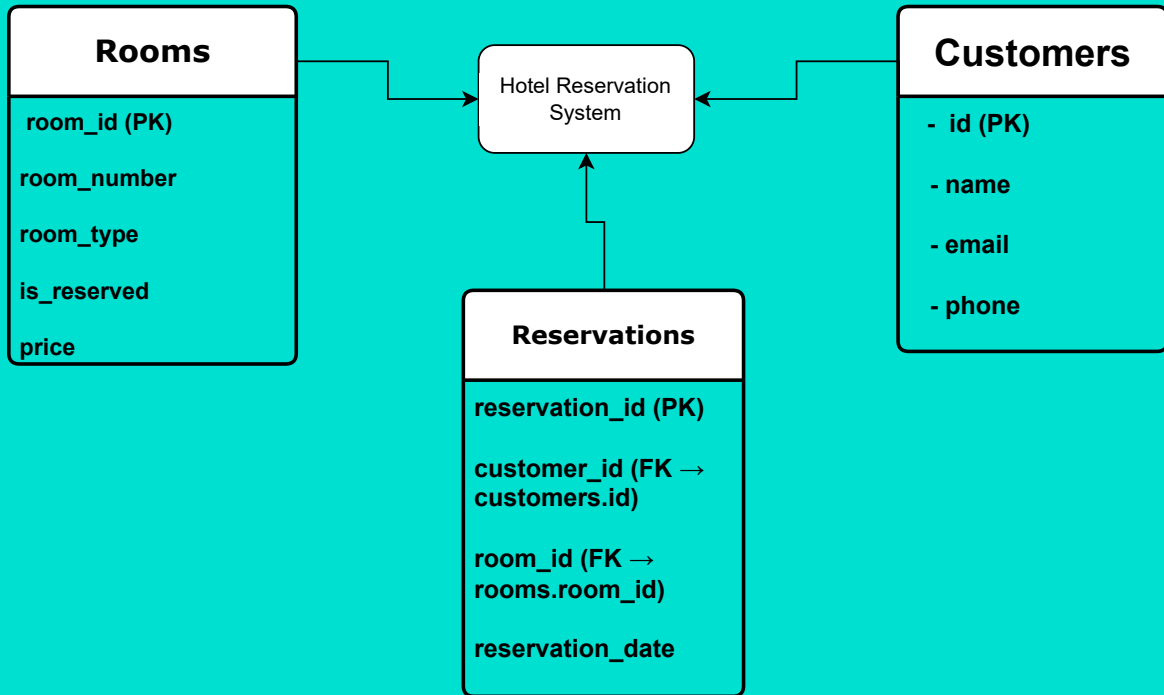 Rooms
room_id (PK)
room_number
room_type
is_reserved
price
Hotel Reservation
System
Customers
- id (PK)
- name
- email
- phone
Reservations
reservation_id (PK)
customer_id (FK →
customers.id)
room_id (FK →
rooms.room_id)
reservation_date